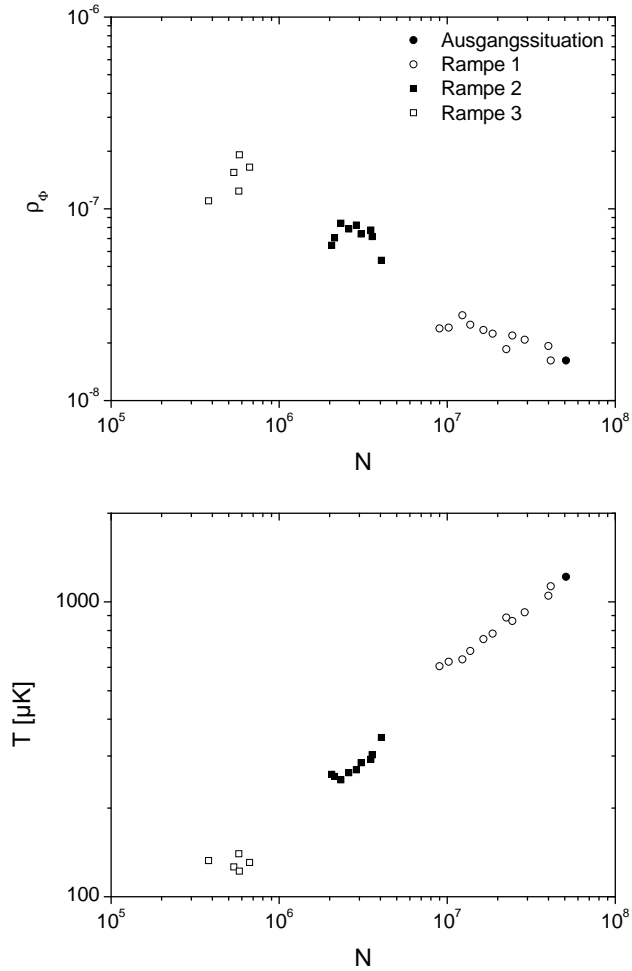 10⁻⁶
Ausgangssituation
Rampe 1
Rampe 2
Rampe 3
ρΦ
10⁻⁷
10⁻⁸
10⁵ 10⁶ 10⁷ 10⁸
N
1000
T [µK]
100
10⁵ 10⁶ 10⁷ 10⁸
N